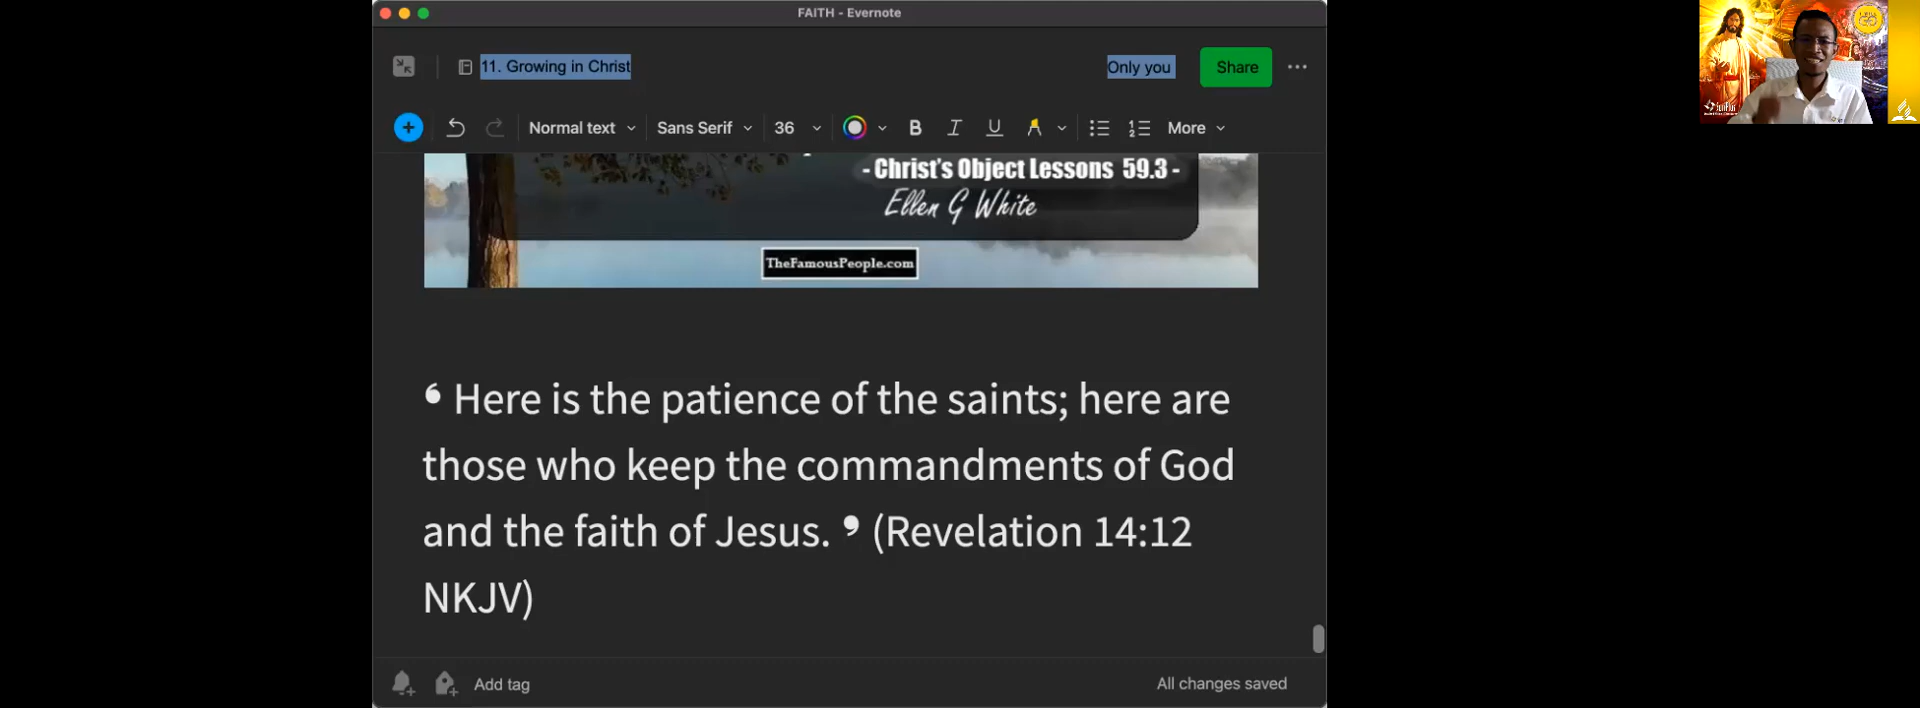 FAITH - Evernote
11. Growing in Christ
Only you
Share
Normal text
Sans Serif
36
B
I
U
More
- Christ's Object Lessons 59.3 -
Ellen G White
TheFamousPeople.com
❛ Here is the patience of the saints; here are
those who keep the commandments of God
and the faith of Jesus. ❜ (Revelation 14:12
NKJV)
Add tag
All changes saved